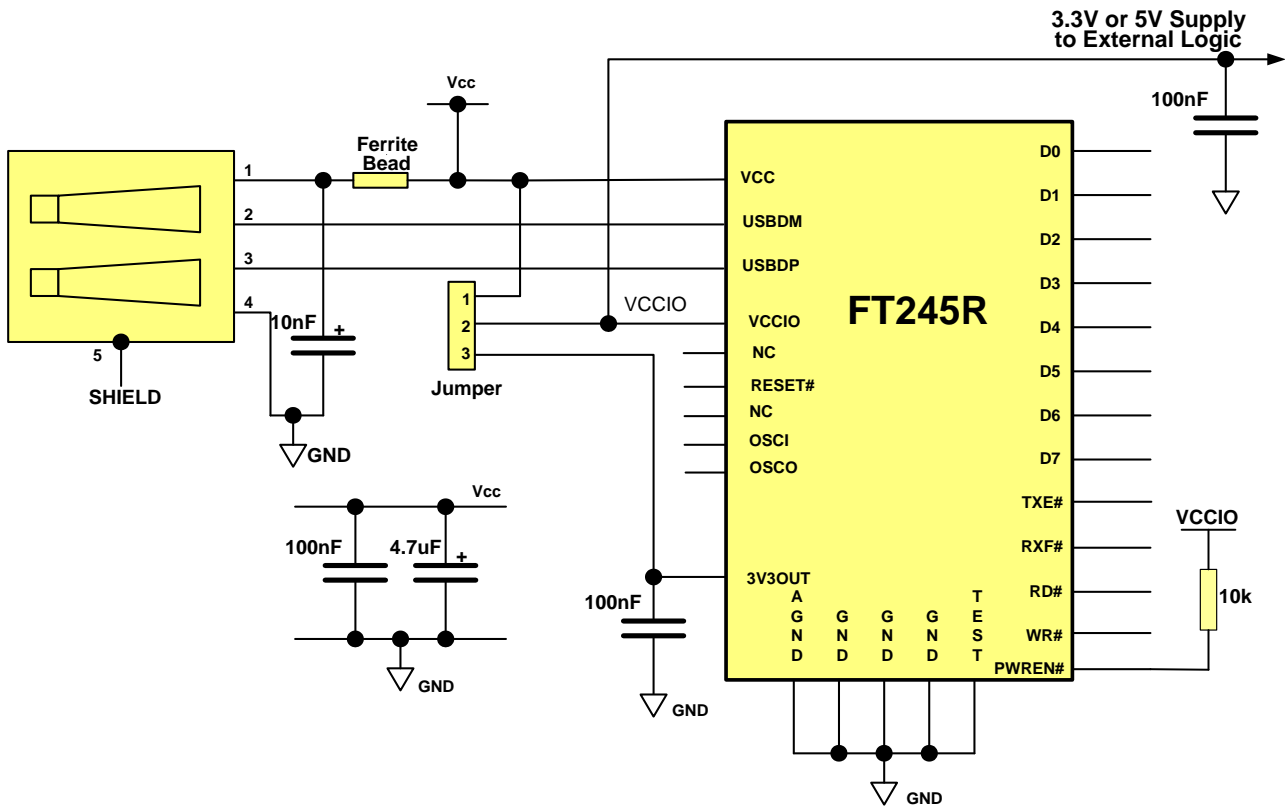 3.3V or 5V Supply
to External Logic
Vcc
100nF
Ferrite
Bead
1
2
3
4
5
SHIELD
10nF
+
GND
1
2
3
Jumper
VCCIO
VCC
USBDM
USBDP
VCCIO
NC
RESET#
NC
OSCI
OSCO
3V3OUT
FT245R
D0
D1
D2
D3
D4
D5
D6
D7
TXE#
RXF#
RD#
WR#
PWREN#
AGND
GND
GND
GND
TEST
VCCIO
10k
Vcc
100nF
4.7uF
+
GND
100nF
GND
GND